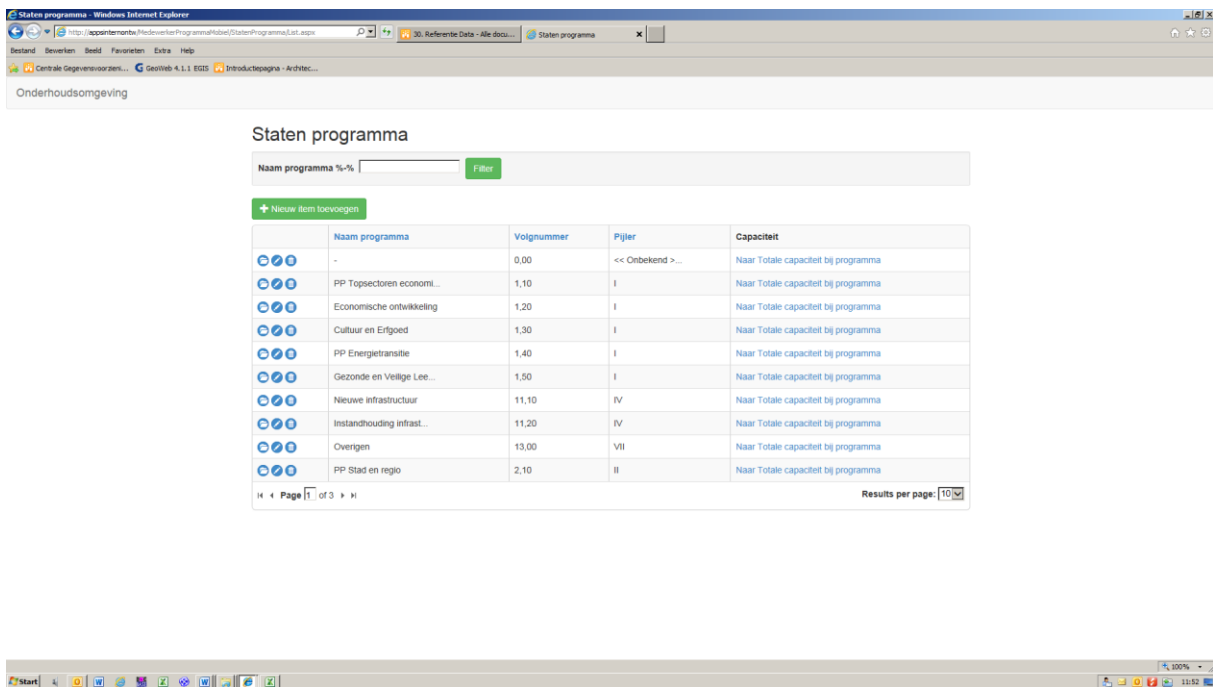 Staten programma - Windows Internet Explorer
http://appsinternontw/MedewerkerProgrammaMobiel/StatenProgramma/List.aspx
30. Referentie Data - Alle docu...
Staten programma
x
Bestand Bewerken Beeld Favorieten Extra Help
Centrale Gegevensvoorzieni... GeoWeb 4.1.1 EGIS Introductiepagina - Architec...
Onderhoudsomgeving
Staten programma
Naam programma %-% Filter
+ Nieuw item toevoegen
Naam programma Volgnummer Pijler Capaciteit
- 0,00 << Onbekend >... Naar Totale capaciteit bij programma
PP Topsectoren economi... 1,10 I Naar Totale capaciteit bij programma
Economische ontwikkeling 1,20 I Naar Totale capaciteit bij programma
Cultuur en Erfgoed 1,30 I Naar Totale capaciteit bij programma
PP Energietransitie 1,40 I Naar Totale capaciteit bij programma
Gezonde en Veilige Lee... 1,50 I Naar Totale capaciteit bij programma
Nieuwe infrastructuur 11,10 IV Naar Totale capaciteit bij programma
Instandhouding infrast... 11,20 IV Naar Totale capaciteit bij programma
Overigen 13,00 VII Naar Totale capaciteit bij programma
PP Stad en regio 2,10 II Naar Totale capaciteit bij programma
Page 1 of 3 Results per page: 10
100%
Start 11:52